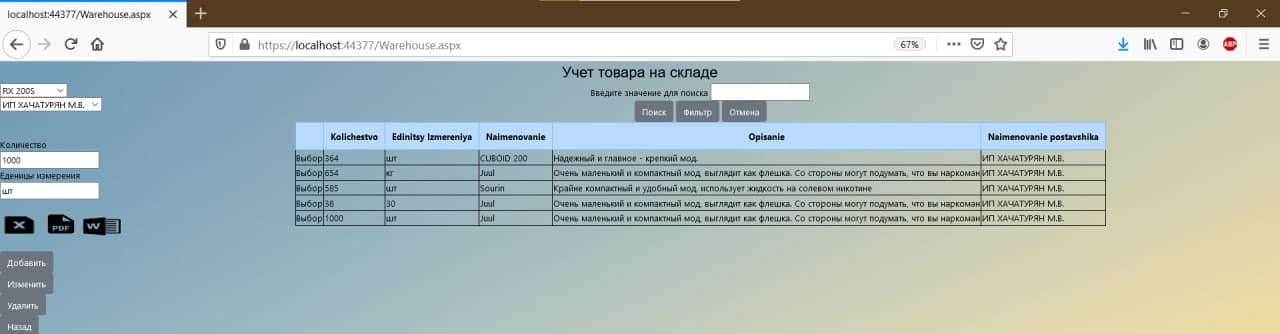 localhost:44377/Warehouse.aspx
https://localhost:44377/Warehouse.aspx 67% ABP
Учет товара на складе
RX 200S
ИП ХАЧАТУРЯН М.В.
Введите значение для поиска
Поиск Фильтр Отмена
Kolichestvo Edinitsy Izmereniya Naimenovanie Opisanie Naimenovanie postavshika
Выбор 364 шт CUBOID 200 Надежный и главное - крепкий мод. ИП ХАЧАТУРЯН М.В.
Выбор 654 кг Juul Очень маленький и компактный мод, выглядит как флешка. Со стороны могут подумать, что вы наркоман ИП ХАЧАТУРЯН М.В.
Выбор 585 шт Sourin Крайне компактный и удобный мод, использует жидкость на солевом никотине ИП ХАЧАТУРЯН М.В.
Выбор 38 30 Juul Очень маленький и компактный мод, выглядит как флешка. Со стороны могут подумать, что вы наркоман ИП ХАЧАТУРЯН М.В.
Выбор 1000 шт Juul Очень маленький и компактный мод, выглядит как флешка. Со стороны могут подумать, что вы наркоман ИП ХАЧАТУРЯН М.В.
Количество
1000
Еденицы измерения
шт
X PDF W
Добавить
Изменить
Удалить
Назад